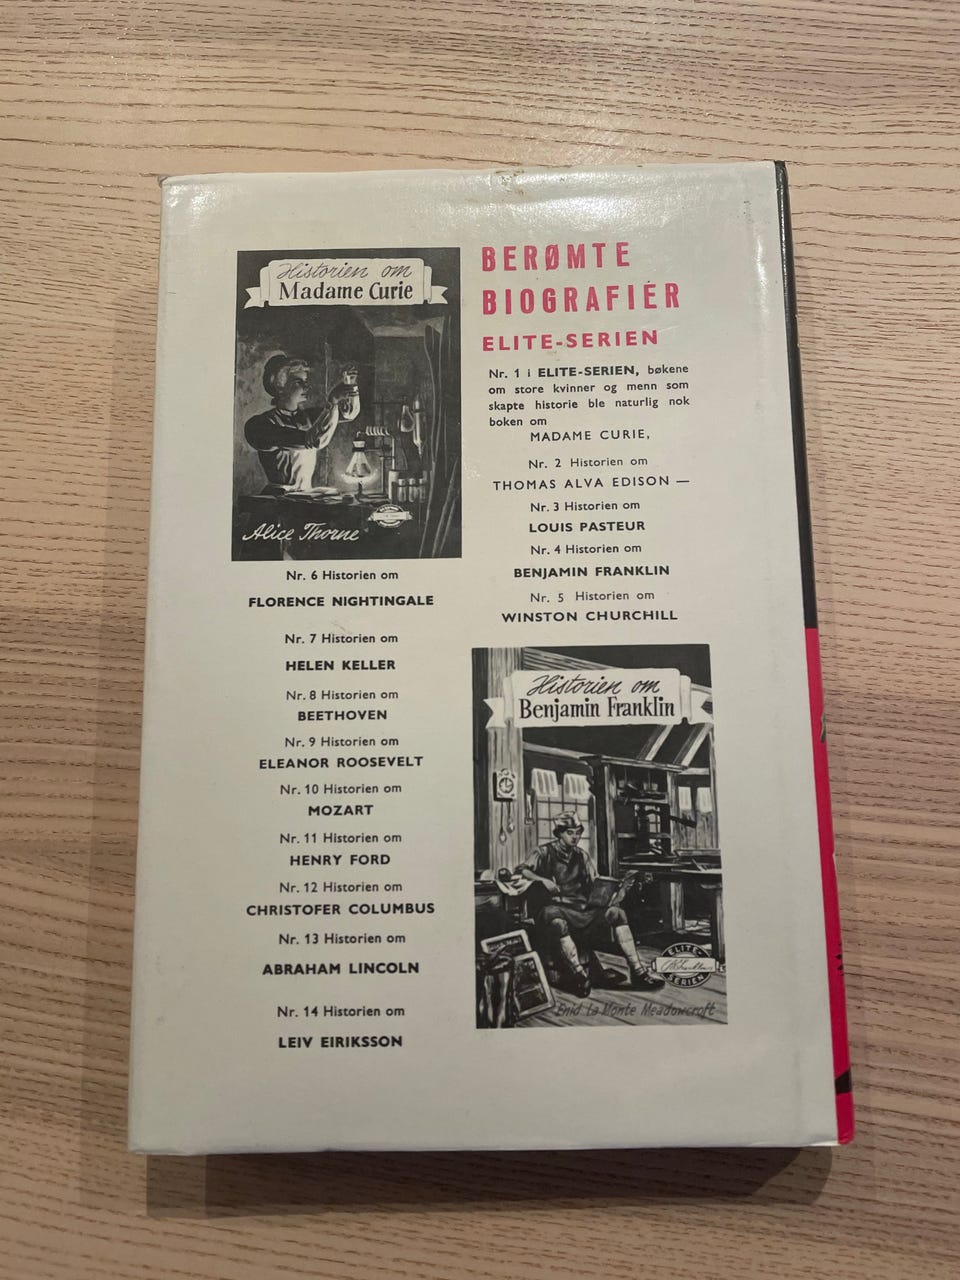 Historien om
Madame Curie
Alice Thorne
BERØMTE
BIOGRAFIER
ELITE-SERIEN
Nr. 1 i ELITE-SERIEN, bøkene
om store kvinner og menn som
skapte historie ble naturlig nok
boken om
MADAME CURIE,
Nr. 2 Historien om
THOMAS ALVA EDISON —
Nr. 3 Historien om
LOUIS PASTEUR
Nr. 4 Historien om
BENJAMIN FRANKLIN
Nr. 5 Historien om
WINSTON CHURCHILL
Nr. 6 Historien om
FLORENCE NIGHTINGALE
Nr. 7 Historien om
HELEN KELLER
Nr. 8 Historien om
BEETHOVEN
Nr. 9 Historien om
ELEANOR ROOSEVELT
Nr. 10 Historien om
MOZART
Nr. 11 Historien om
HENRY FORD
Nr. 12 Historien om
CHRISTOFER COLUMBUS
Nr. 13 Historien om
ABRAHAM LINCOLN
Nr. 14 Historien om
LEIV EIRIKSSON
Historien om
Benjamin Franklin
ELITE-
SERIEN
Enid La Monte Meadowcroft